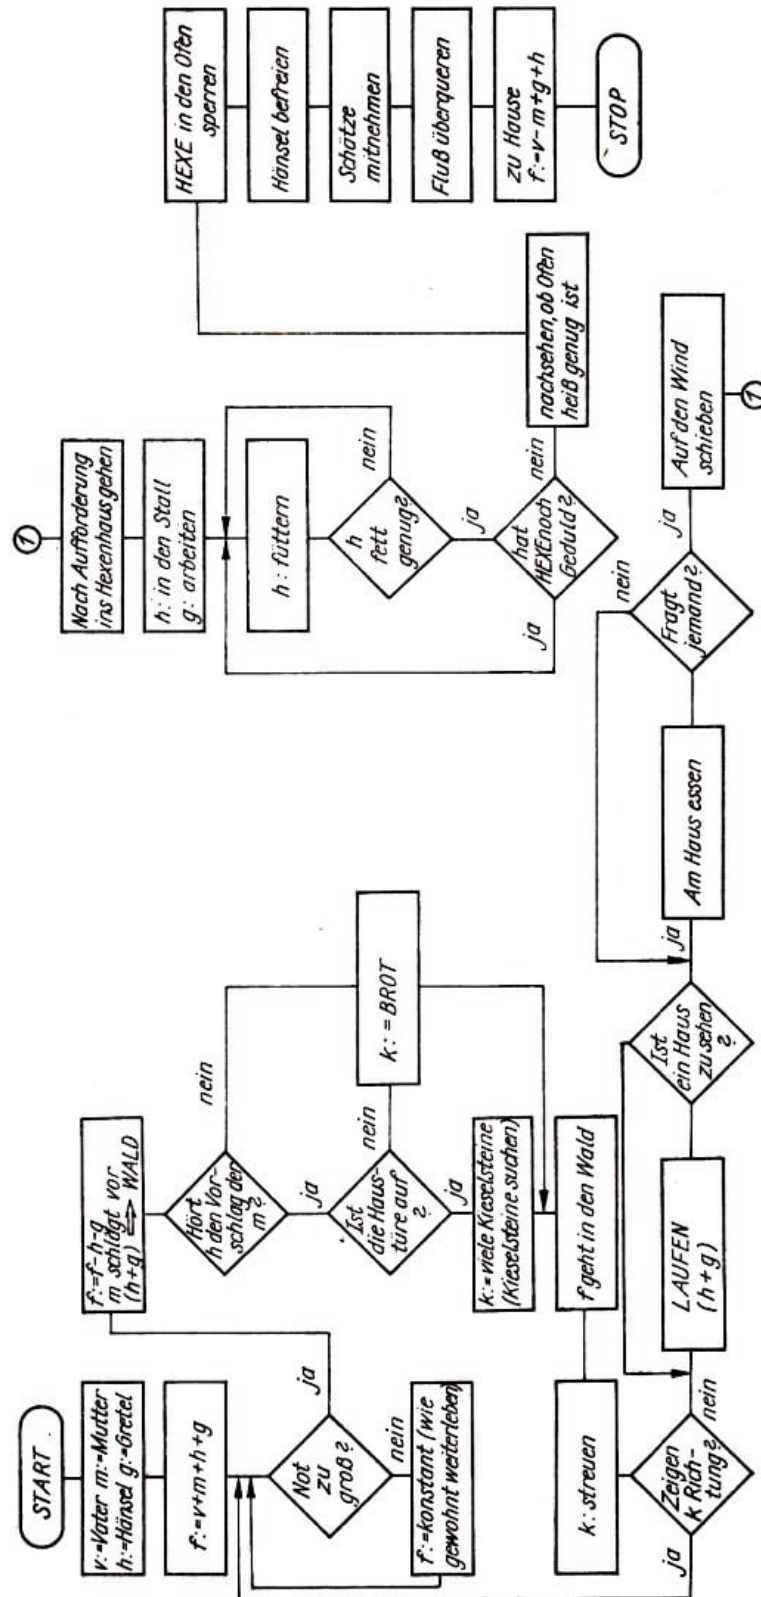 START
v:=Vater m:=Mutter
h:=Hänsel g:=Gretel
f:=v+m+h+g
Not
zu
groß?
ja
nein
f:=konstant (wie
gewohnt weiterleben)
f:=f-h-g
m schlägt vor
(h+g) ⟹ WALD
Hört
h den Vor-
schlag der
m?
nein
ja
Ist
die Haus-
türe auf
?
nein
ja
k:=BROT
k:=viele Kieselsteine
(Kieselsteine suchen)
f geht in den Wald
k: streuen
Zeigen
k Rich-
tung?
ja
nein
LAUFEN
(h+g)
Ist
ein Haus
zu sehen
?
ja
Am Haus essen
Fragt
jemand?
nein
ja
Auf den Wind
schieben
1
1
Nach Aufforderung
ins Hexenhaus gehen
h: in den Stall
g: arbeiten
h: füttern
h
fett
genug?
nein
ja
hat
HEXE noch
Geduld?
ja
nein
nachsehen, ob Ofen
heiß genug ist
HEXE in den Ofen
sperren
Hänsel befreien
Schätze
mitnehmen
Fluß überqueren
zu Hause
f:=v-m+g+h
STOP